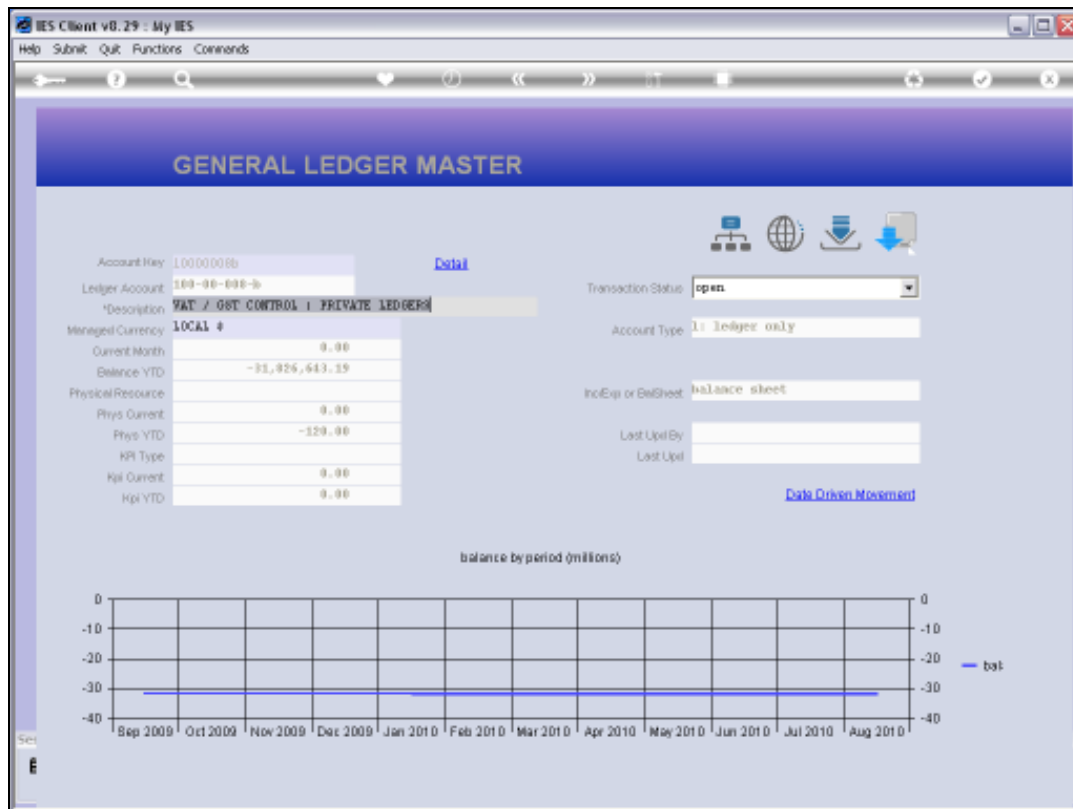 IES Client v8.29 : My IES
Help Submit Quit Functions Commands
GENERAL LEDGER MASTER
Account Key 10000008b Detail
Ledger Account 100-00-008-b Transaction Status open
*Description VAT / GST CONTROL : PRIVATE LEDGERS
Managed Currency LOCAL # Account Type l: ledger only
Current Month 0.00
Balance YTD -31,826,643.19
Physical Resource Inc/Exp or BalSheet balance sheet
Phys Current 0.00
Phys YTD -120.00 Last Upd By
KPI Type Last Upd
Kpi Current 0.00
Kpi YTD 0.00 Date Driven Movement
balance by period (millions)
0 0
-10 -10
-20 -20
bal
-30 -30
-40 -40
Sep 2009 Oct 2009 Nov 2009 Dec 2009 Jan 2010 Feb 2010 Mar 2010 Apr 2010 May 2010 Jun 2010 Jul 2010 Aug 2010